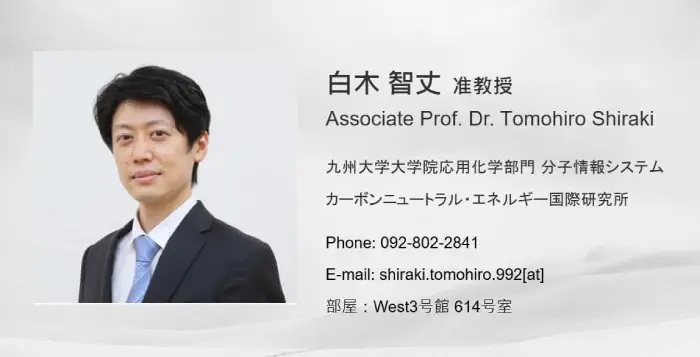 白木 智丈 准教授
Associate Prof. Dr. Tomohiro Shiraki
九州大学大学院応用化学部門 分子情報システム
カーボンニュートラル・エネルギー国際研究所
Phone: 092-802-2841
E-mail: shiraki.tomohiro.992[at]
部屋：West3号館 614号室